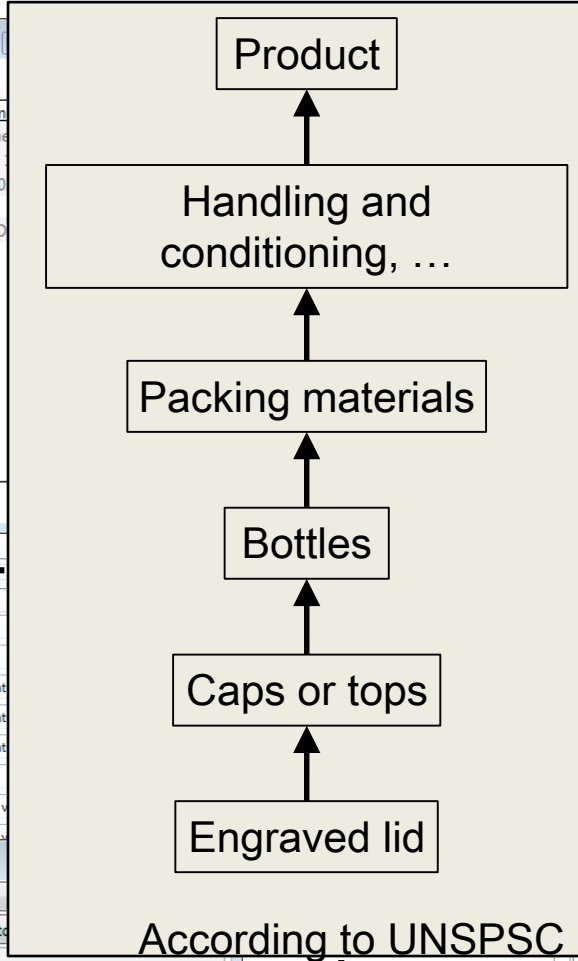 Product
Handling and
conditioning, …
Packing materials
Bottles
Caps or tops
Engraved lid
According to UNSPSC